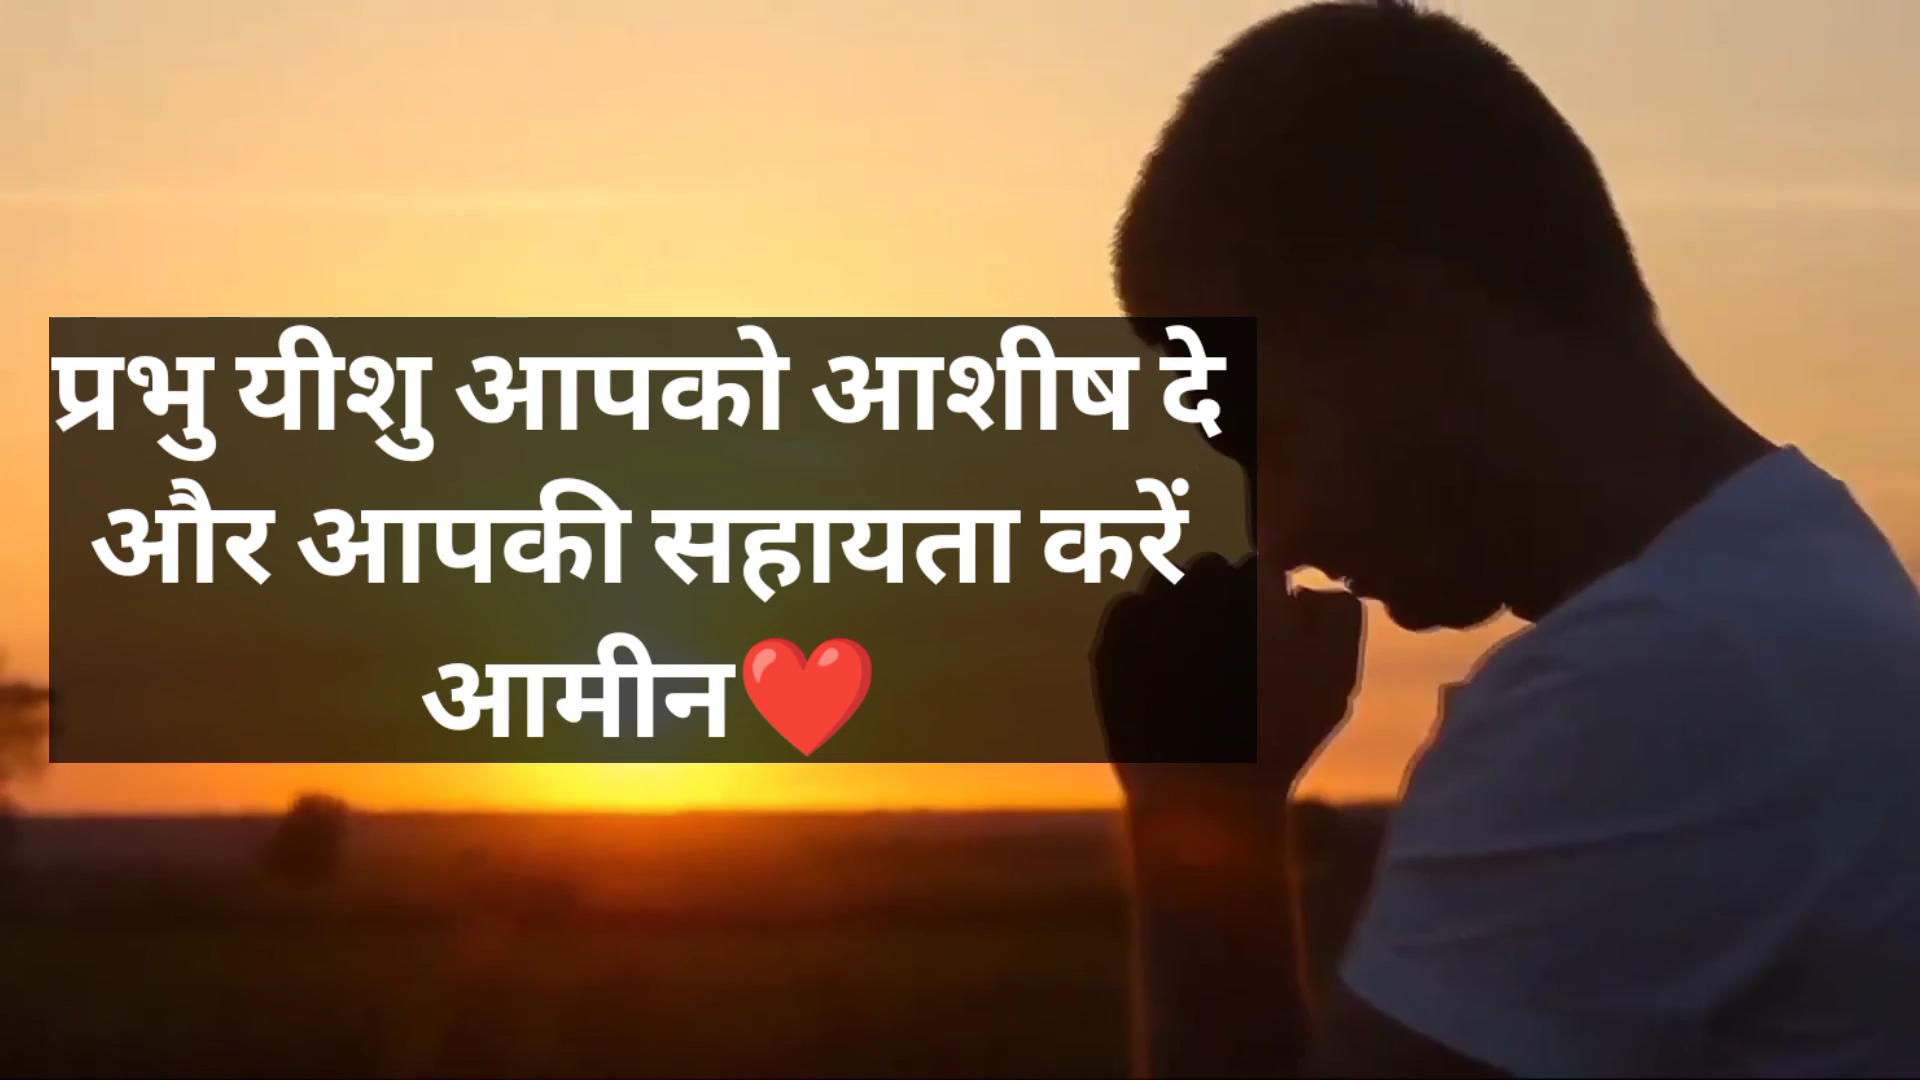 प्रभु यीशु आपको आशीष दे
और आपकी सहायता करें
आमीन❤️